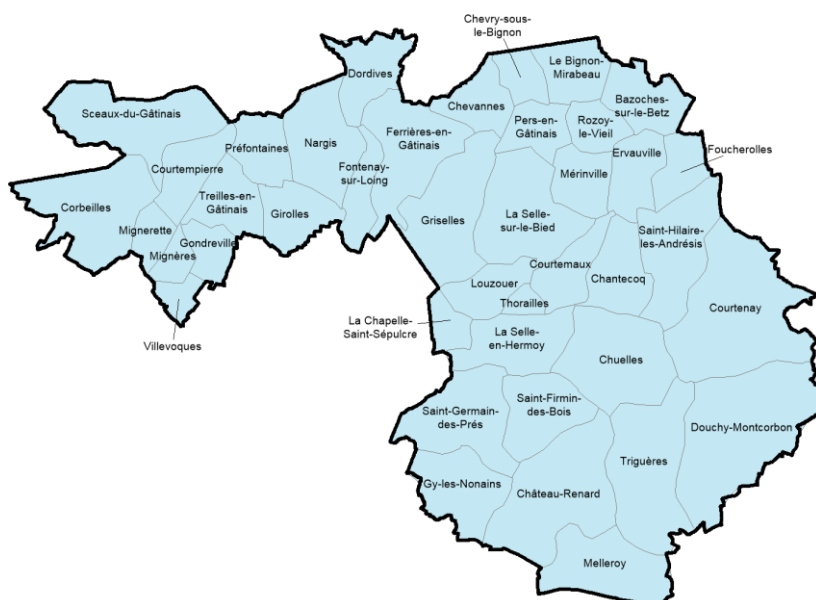 Chevry-sous-
le-Bignon
Le Bignon-
Mirabeau
Dordives
Bazoches-
sur-le-Betz
Chevannes
Sceaux-du-Gâtinais
Pers-en-
Gâtinais
Rozoy-
le-Vieil
Ferrières-en-
Gâtinais
Nargis
Préfontaines
Foucherolles
Ervauville
Courtempierre
Fontenay-
sur-Loing
Mérinville
Treilles-en-
Gâtinais
Corbeilles
Girolles
Griselles
La Selle-
sur-le-Bied
Mignerette
Saint-Hilaire-
les-Andrésis
Gondreville
Mignères
Courtemaux
Louzouer
Chantecoq
Thorailles
Courtenay
La Chapelle-
Saint-Sépulcre
La Selle-
en-Hermoy
Villevoques
Chuelles
Saint-Germain-
des-Prés
Saint-Firmin-
des-Bois
Douchy-Montcorbon
Triguères
Gy-les-Nonains
Château-Renard
Melleroy